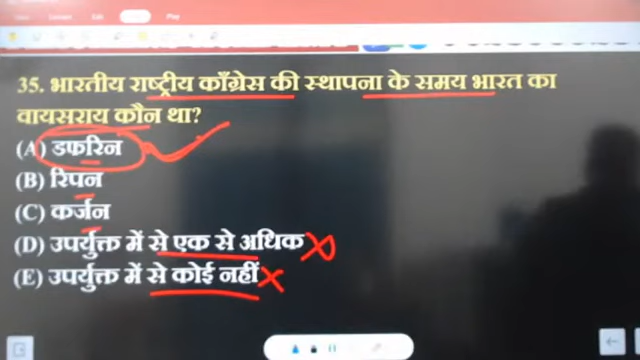 35. भारतीय राष्ट्रीय काँग्रेस की स्थापना के समय भारत का
वायसराय कौन था?
(A) डफरिन
(B) रिपन
(C) कर्जन
(D) उपर्युक्त में से एक से अधिक
(E) उपर्युक्त में से कोई नहीं